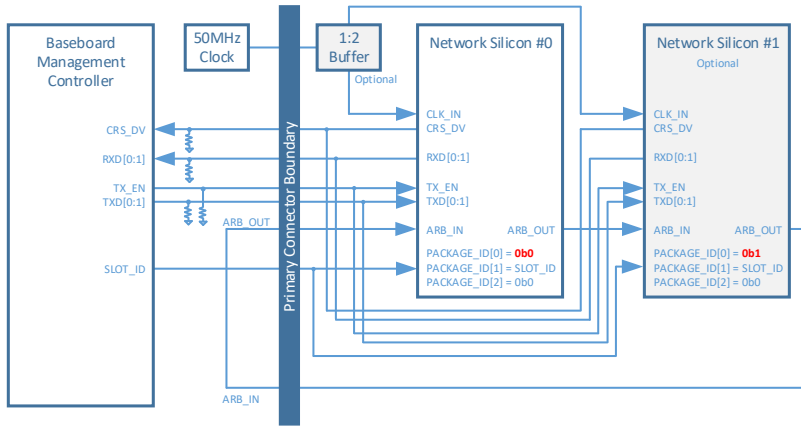 Baseboard
Management
Controller
50MHz
Clock
1:2
Buffer
Optional
Network Silicon #0
Network Silicon #1
Optional
Primary Connector Boundary
CRS_DV
RXD[0:1]
TX_EN
TXD[0:1]
SLOT_ID
ARB_OUT
ARB_IN
CLK_IN
CRS_DV
RXD[0:1]
TX_EN
TXD[0:1]
ARB_IN ARB_OUT
PACKAGE_ID[0] = 0b0
PACKAGE_ID[1] = SLOT_ID
PACKAGE_ID[2] = 0b0
CLK_IN
CRS_DV
RXD[0:1]
TX_EN
TXD[0:1]
ARB_IN ARB_OUT
PACKAGE_ID[0] = 0b1
PACKAGE_ID[1] = SLOT_ID
PACKAGE_ID[2] = 0b0